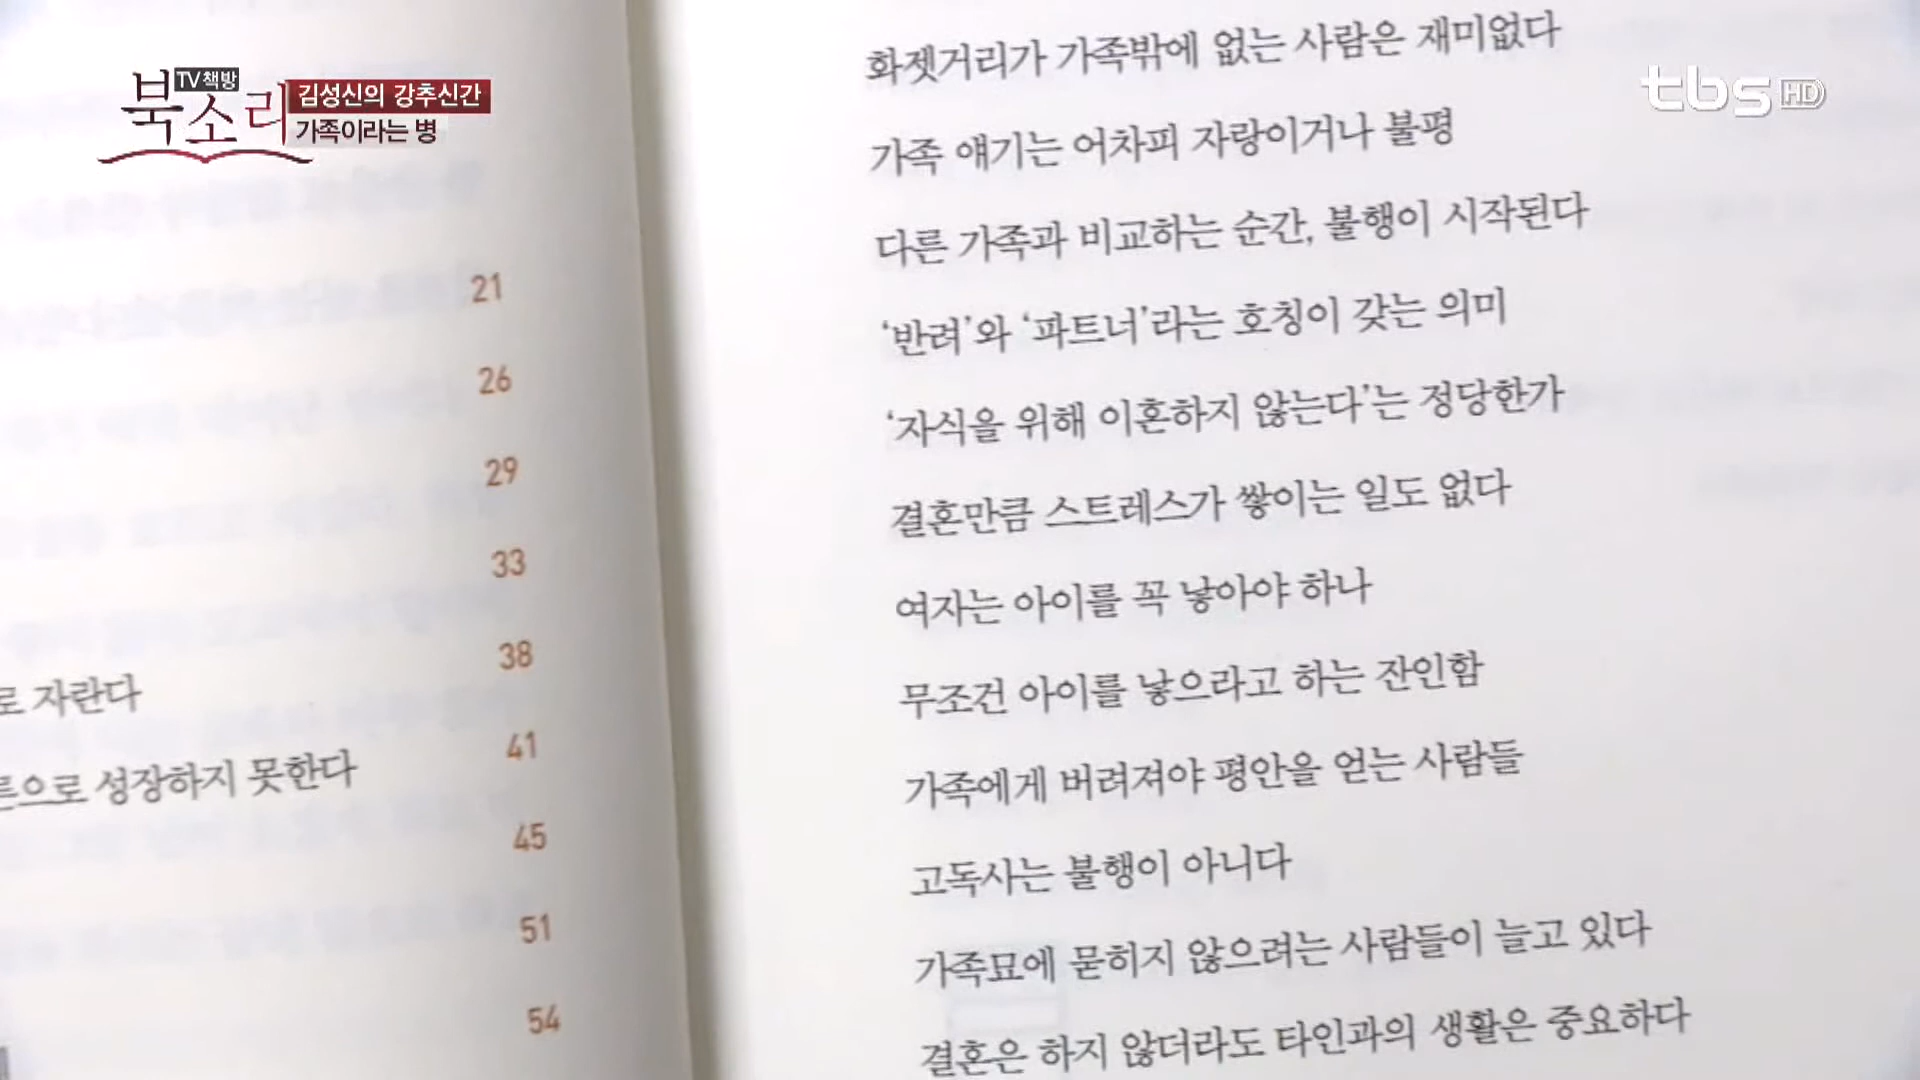 TV책방
북소리
김성신의 강추신간
가족이라는 병
tbs HD
21
26
29
33
38
로 자란다
41
른으로 성장하지 못한다
45
51
54
화젯거리가 가족밖에 없는 사람은 재미없다
가족 얘기는 어차피 자랑이거나 불평
다른 가족과 비교하는 순간, 불행이 시작된다
‘반려’와 ‘파트너’라는 호칭이 갖는 의미
‘자식을 위해 이혼하지 않는다’는 정당한가
결혼만큼 스트레스가 쌓이는 일도 없다
여자는 아이를 꼭 낳아야 하나
무조건 아이를 낳으라고 하는 잔인함
가족에게 버려져야 평안을 얻는 사람들
고독사는 불행이 아니다
가족묘에 묻히지 않으려는 사람들이 늘고 있다
결혼은 하지 않더라도 타인과의 생활은 중요하다